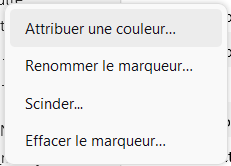 Attribuer une couleur...
Renommer le marqueur...
Scinder...
Effacer le marqueur...